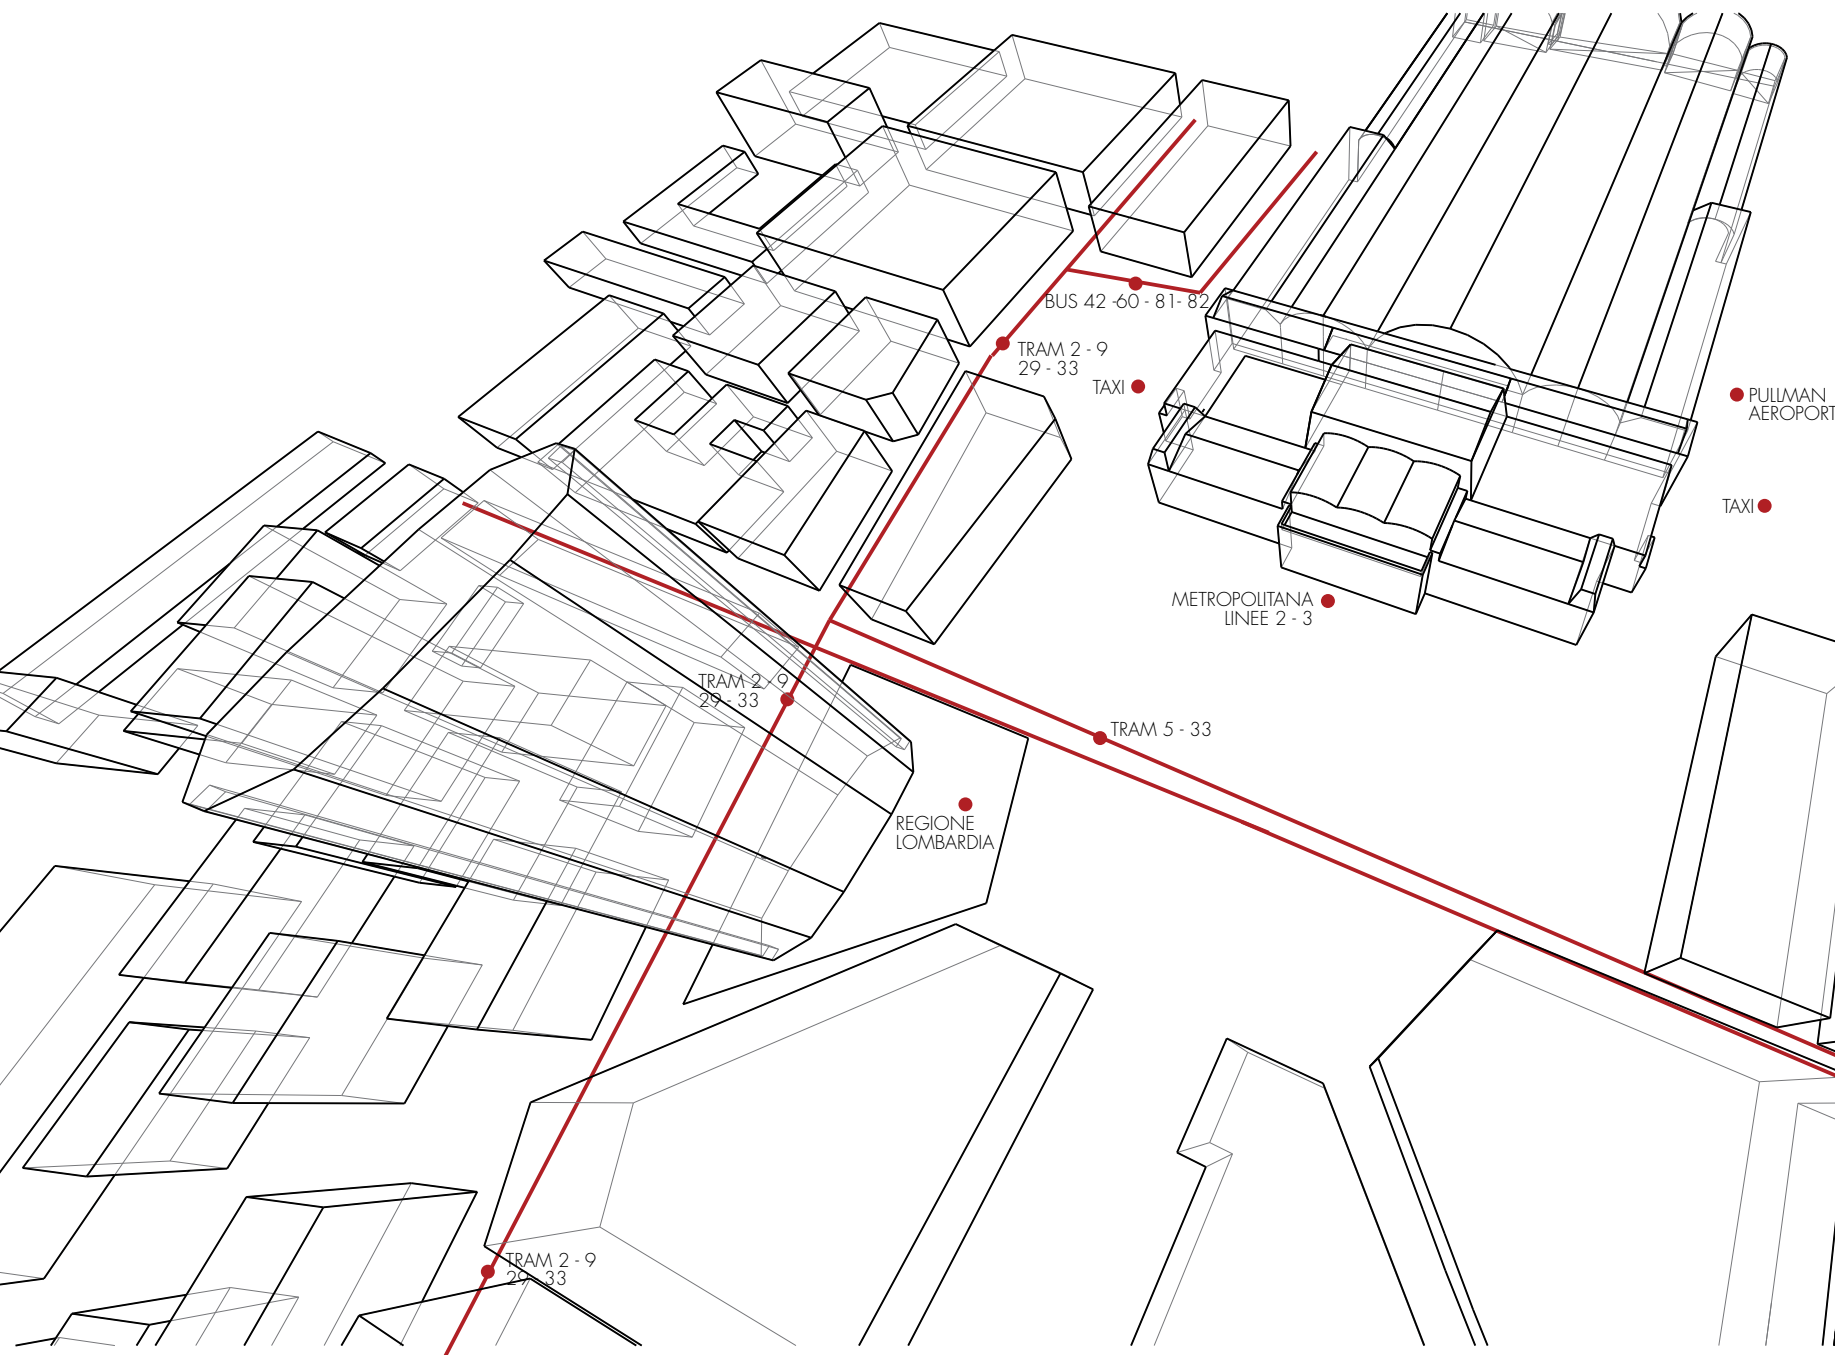 BUS 42 -60 - 81- 82
TRAM 2 - 9
29 - 33
TAXI
PULLMAN
AEROPORT
TAXI
METROPOLITANA
LINEE 2 - 3
TRAM 2 - 9
29 - 33
TRAM 5 - 33
REGIONE
LOMBARDIA
TRAM 2 - 9
29 - 33